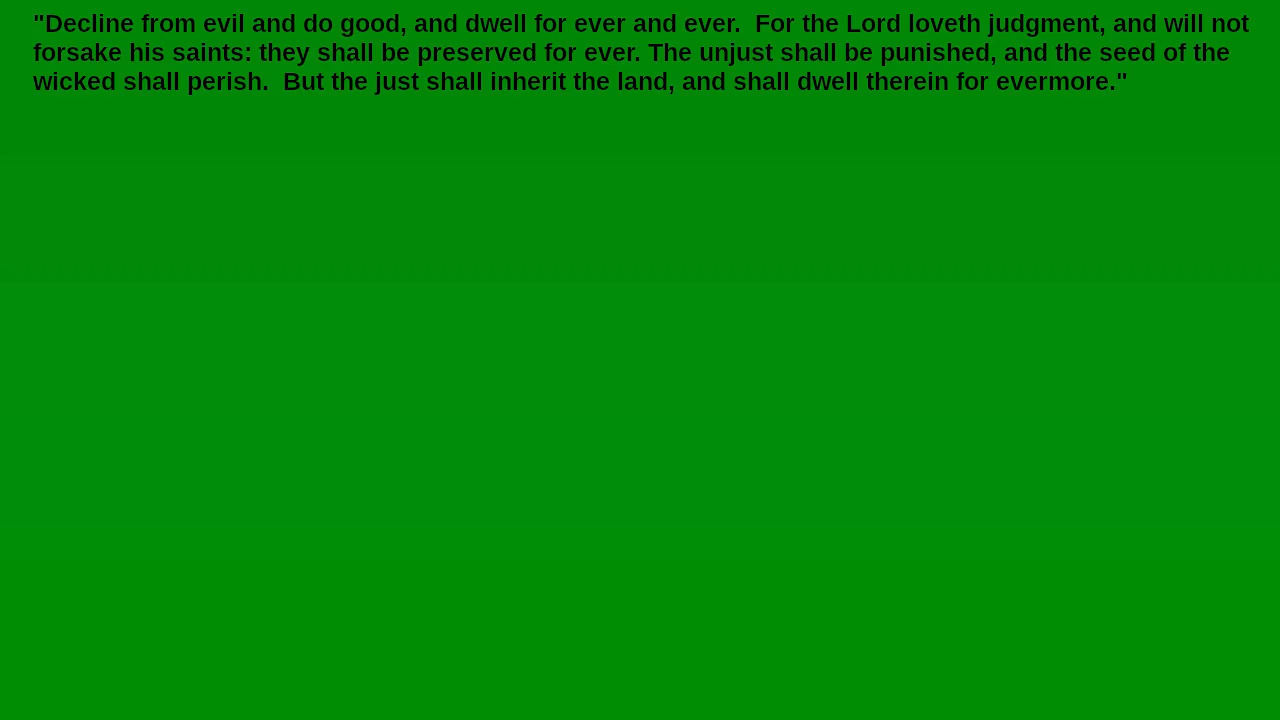 "Decline from evil and do good, and dwell for ever and ever.  For the Lord loveth judgment, and will not
forsake his saints: they shall be preserved for ever. The unjust shall be punished, and the seed of the
wicked shall perish.  But the just shall inherit the land, and shall dwell therein for evermore."